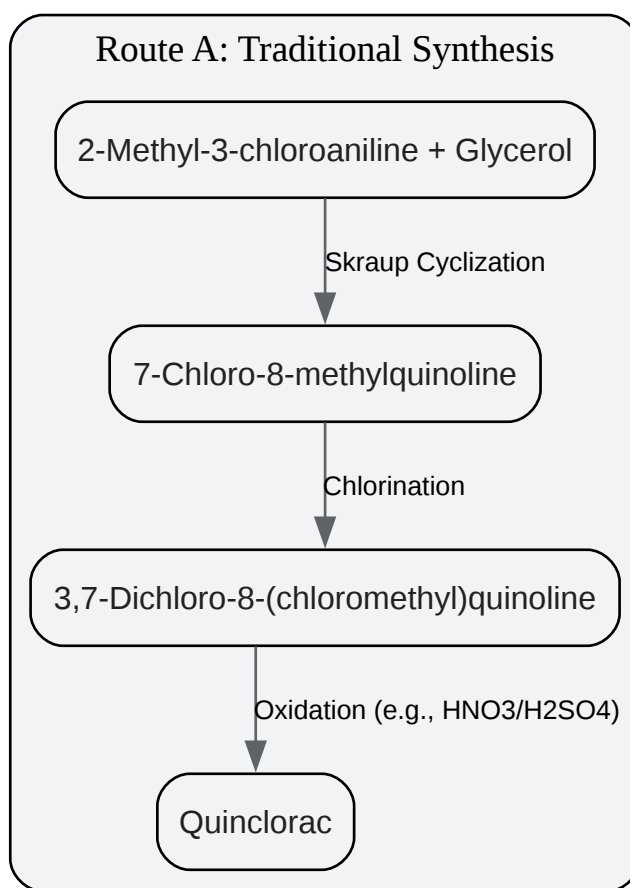 Route A: Traditional Synthesis
2-Methyl-3-chloroaniline + Glycerol
Skraup Cyclization
7-Chloro-8-methylquinoline
Chlorination
3,7-Dichloro-8-(chloromethyl)quinoline
Oxidation (e.g., HNO3/H2SO4)
Quinclorac